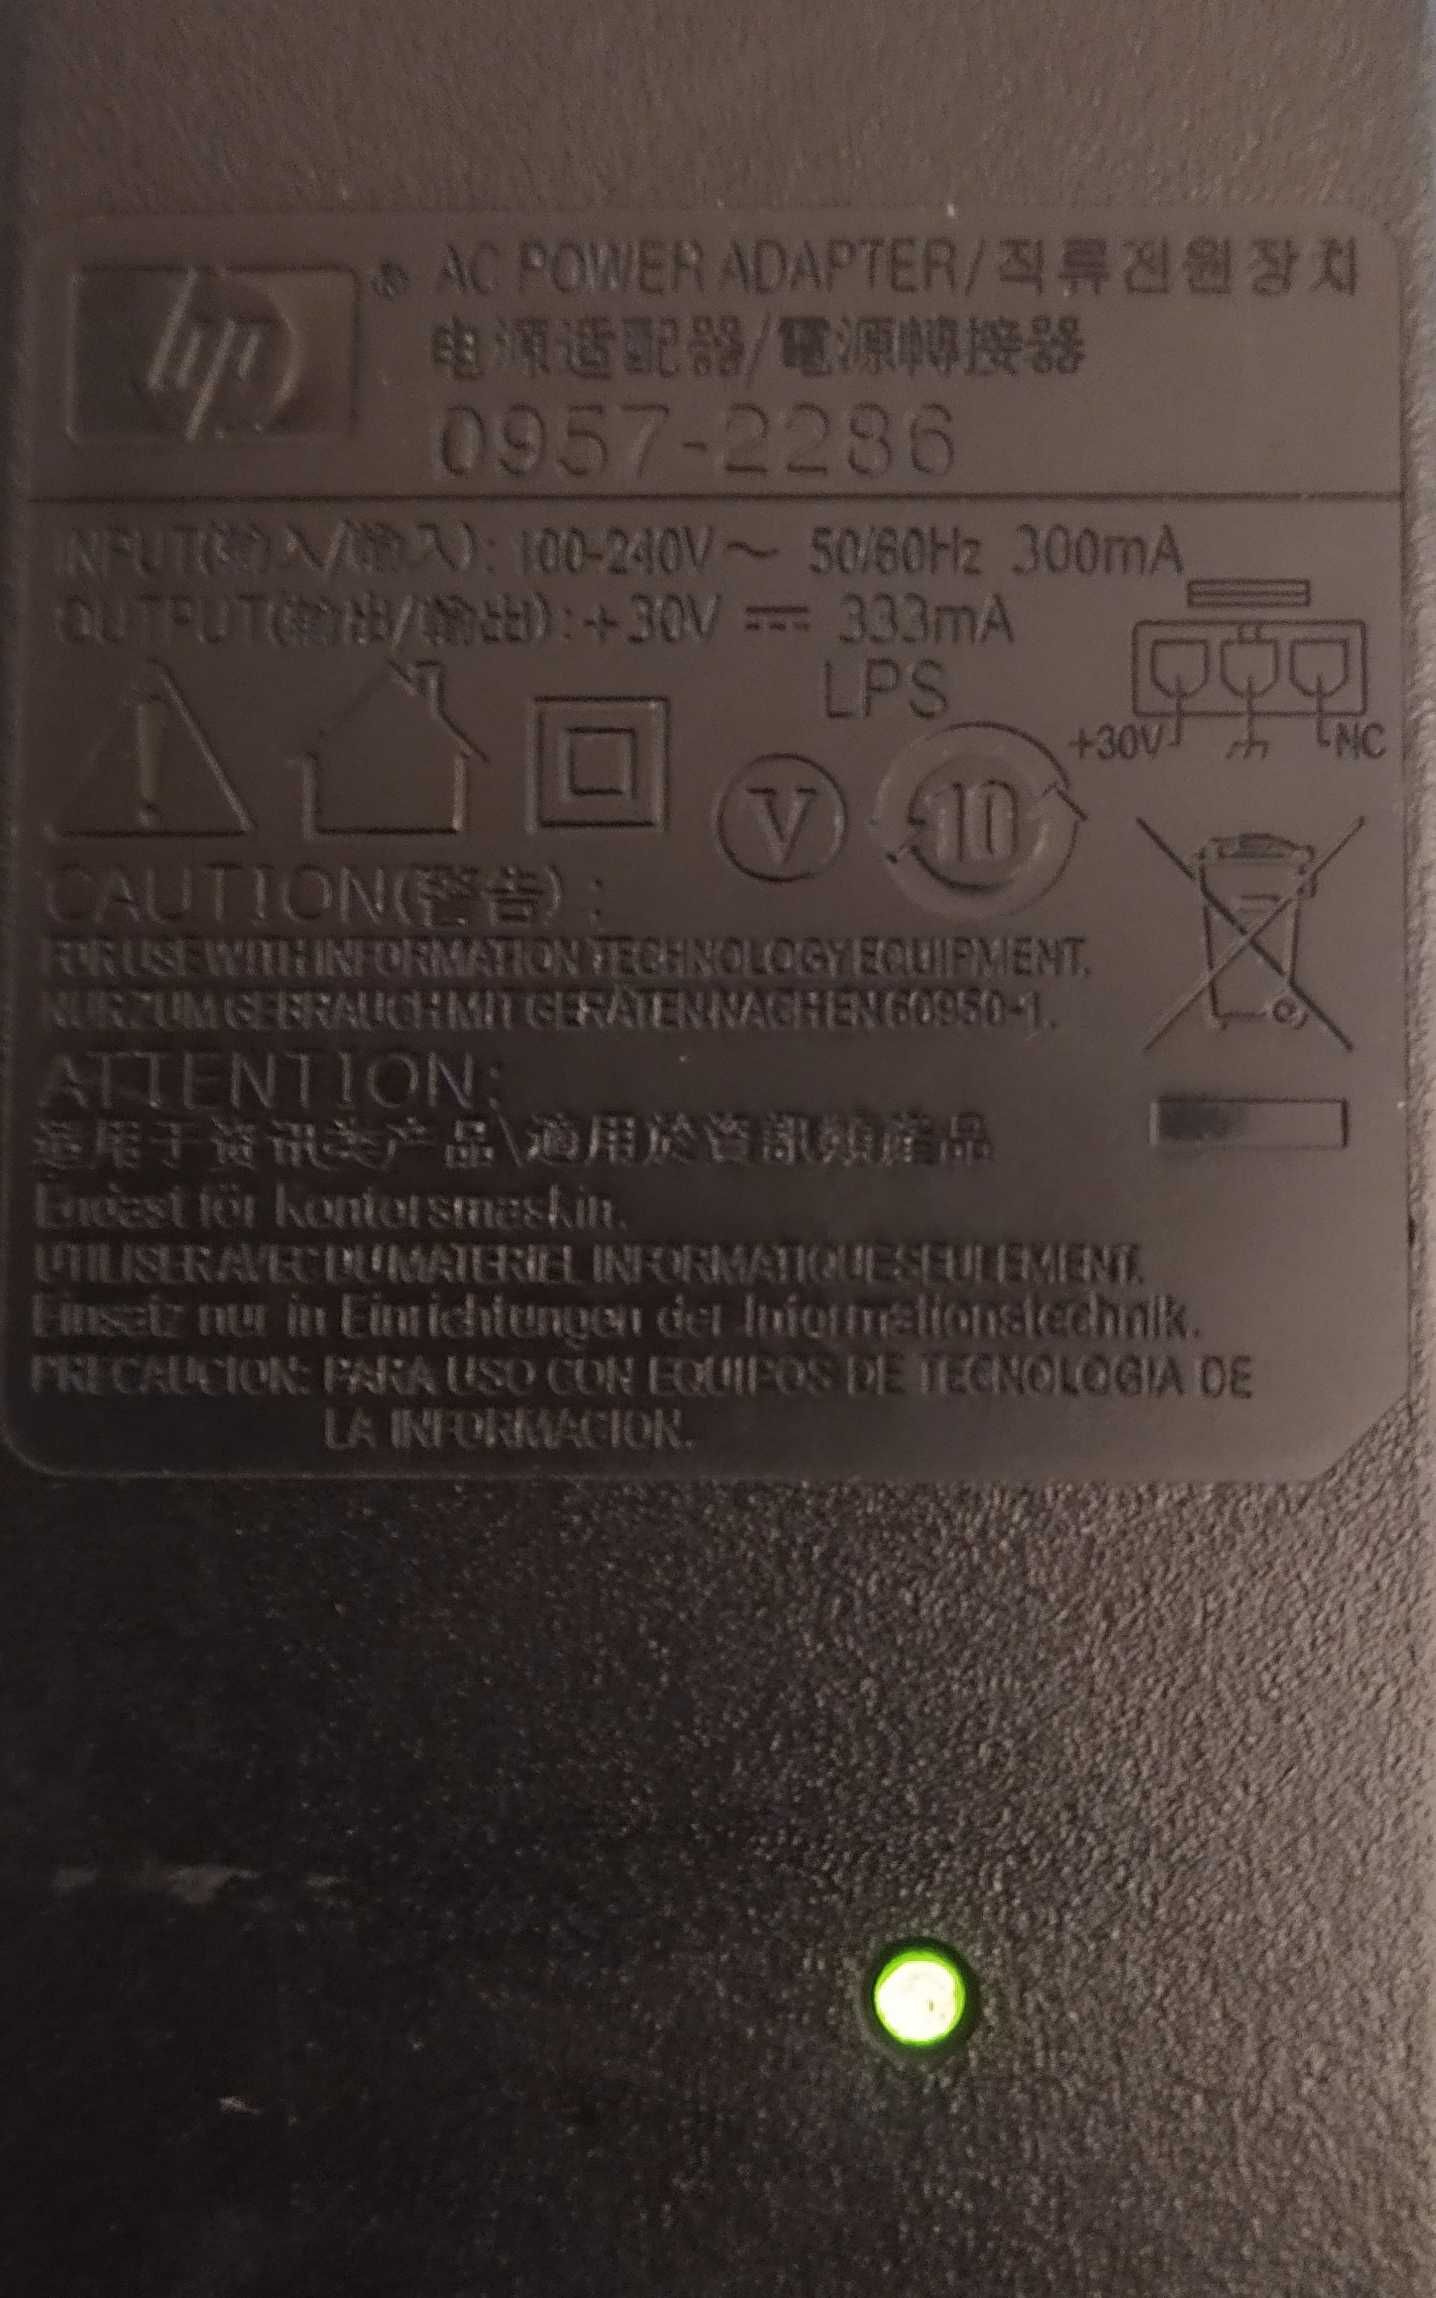 hp ® AC POWER ADAPTER/직류전원장치
电源适配器/電源轉接器
0957-2286
INPUT(输入/輸入): 100-240V ~ 50/60Hz 300mA
OUTPUT(输出/輸出): +30V ⎓ 333mA
LPS
+30V NC
V 10
CAUTION(警告) :
FOR USE WITH INFORMATION TECHNOLOGY EQUIPMENT.
NUR ZUM GEBRAUCH MIT GERÄTEN NACH EN 60950-1.
ATTENTION:
适用于资讯类产品\適用於資訊類產品
Endast för kontorsmaskin.
UTILISER AVEC DU MATERIEL INFORMATIQUE SEULEMENT.
Einsatz nur in Einrichtungen der Informationstechnik.
PRECAUCION: PARA USO CON EQUIPOS DE TECNOLOGIA DE
LA INFORMACION.